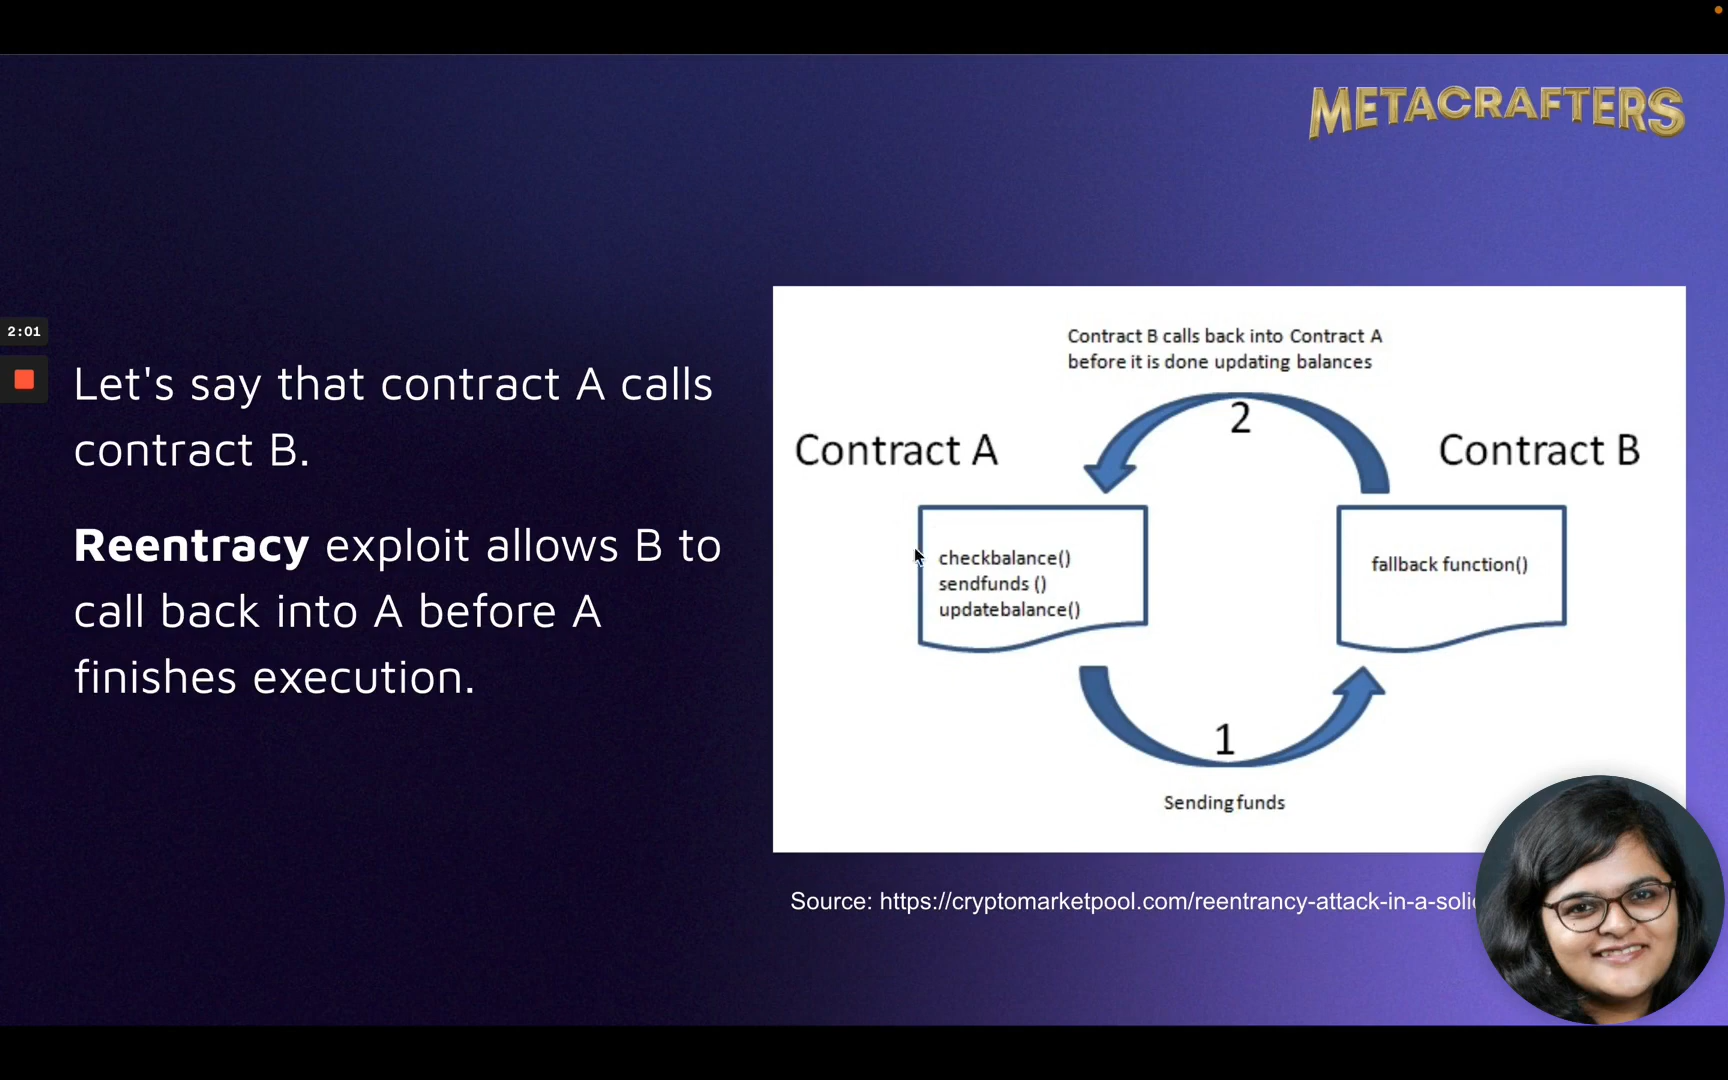 METACRAFTERS
2:01
Let's say that contract A calls
contract B.
Reentracy exploit allows B to
call back into A before A
finishes execution.
Contract B calls back into Contract A
before it is done updating balances
2
Contract A
Contract B
checkbalance()
sendfunds ()
updatebalance()
fallback function()
1
Sending funds
Source: https://cryptomarketpool.com/reentrancy-attack-in-a-soli